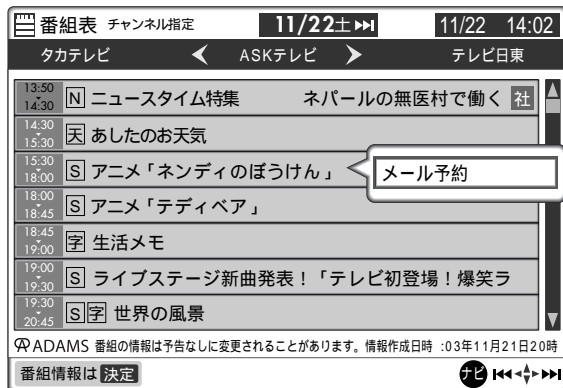 番組表 チャンネル指定 11/22土 11/22 14:02
タカテレビ ASKテレビ テレビ日東
13:50 14:30 N ニュースタイム特集 ネパールの無医村で働く 社
14:30 15:30 天 あしたのお天気
15:30 18:00 S アニメ「ネンディのぼうけん」 メール予約
18:00 18:45 S アニメ「テディベア」
18:45 19:00 字 生活メモ
19:00 19:30 S ライブステージ新曲発表!「テレビ初登場!爆笑ラ
19:30 20:45 S 字 世界の風景
ADAMS 番組の情報は予告なしに変更されることがあります。情報作成日時 :03年11月21日20時
番組情報は 決定 ナビ